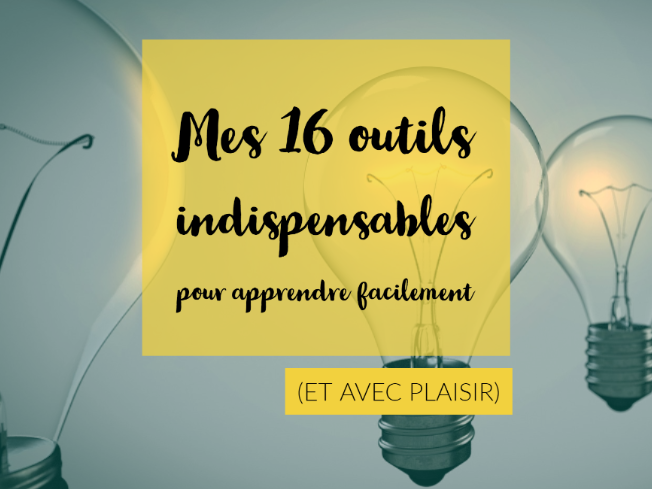 Mes 16 outils
indispensables
pour apprendre facilement
(ET AVEC PLAISIR)